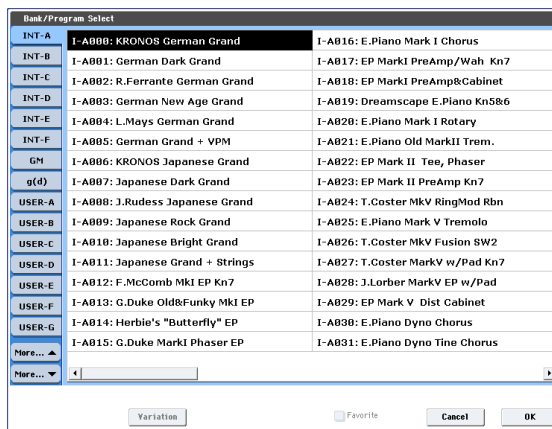 Bank/Program Select
INT-A
INT-B
INT-C
INT-D
INT-E
INT-F
GM
g(d)
USER-A
USER-B
USER-C
USER-D
USER-E
USER-F
USER-G
More...
More...
I-A000: KRONOS German Grand
I-A001: German Dark Grand
I-A002: R.Ferrante German Grand
I-A003: German New Age Grand
I-A004: L.Mays German Grand
I-A005: German Grand + VPM
I-A006: KRONOS Japanese Grand
I-A007: Japanese Dark Grand
I-A008: J.Rudess Japanese Grand
I-A009: Japanese Rock Grand
I-A010: Japanese Bright Grand
I-A011: Japanese Grand + Strings
I-A012: F.McComb MkI EP Kn7
I-A013: G.Duke Old&Funky MkI EP
I-A014: Herbie's "Butterfly" EP
I-A015: G.Duke MarkI Phaser EP
I-A016: E.Piano Mark I Chorus
I-A017: EP MarkI PreAmp/Wah Kn7
I-A018: EP MarkI PreAmp&Cabinet
I-A019: Dreamscape E.Piano Kn5&6
I-A020: E.Piano Mark I Rotary
I-A021: E.Piano Old MarkII Trem.
I-A022: EP Mark II Tee, Phaser
I-A023: EP Mark II PreAmp Kn7
I-A024: T.Coster MkV RingMod Rbn
I-A025: E.Piano Mark V Tremolo
I-A026: T.Coster MkV Fusion SW2
I-A027: T.Coster MarkV w/Pad Kn7
I-A028: J.Lorber MarkV EP w/Pad
I-A029: EP Mark V Dist Cabinet
I-A030: E.Piano Dyno Chorus
I-A031: E.Piano Dyno Tine Chorus
Variation
Favorite
Cancel
OK